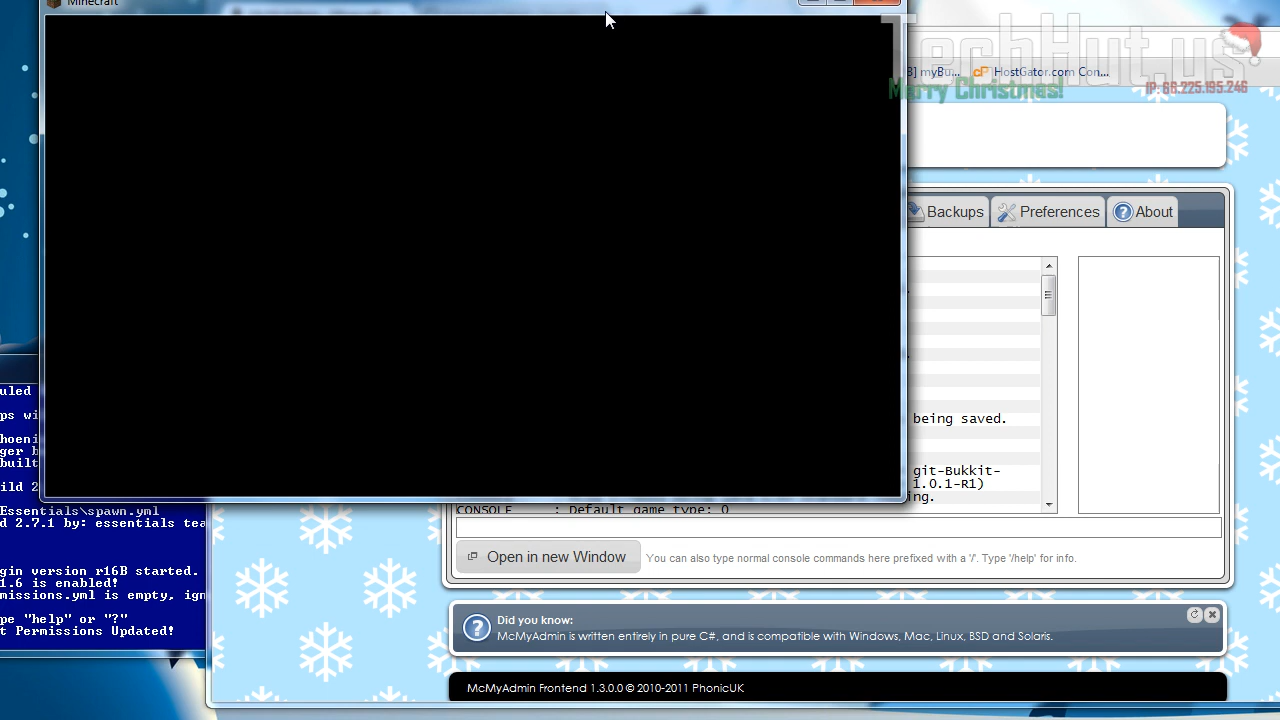 Minecraft
TechHut.us
Merry Christmas!
IP: 66.225.195.246
B] myBu...
cP HostGator.com Con...
Backups
Preferences
About
being saved.
git-Bukkit-
1.0.1-R1)
ing.
CONSOLE : Default game type: 0
Open in new Window
You can also type normal console commands here prefixed with a '/'. Type '/help' for info.
Did you know:
McMyAdmin is written entirely in pure C#, and is compatible with Windows, Mac, Linux, BSD and Solaris.
McMyAdmin Frontend 1.3.0.0 © 2010-2011 PhonicUK
uled
ps wi
hoeni
ger b
built
ild 2
Essentials\spawn.yml
d 2.7.1 by: essentials tea
gin version r16B started.
1.6 is enabled!
missions.yml is empty, ign
pe "help" or "?"
t Permissions Updated!